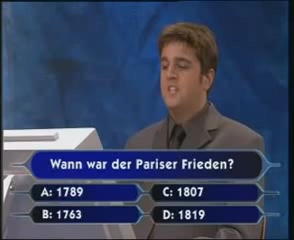 Wann war der Pariser Frieden?
A: 1789
C: 1807
B: 1763
D: 1819